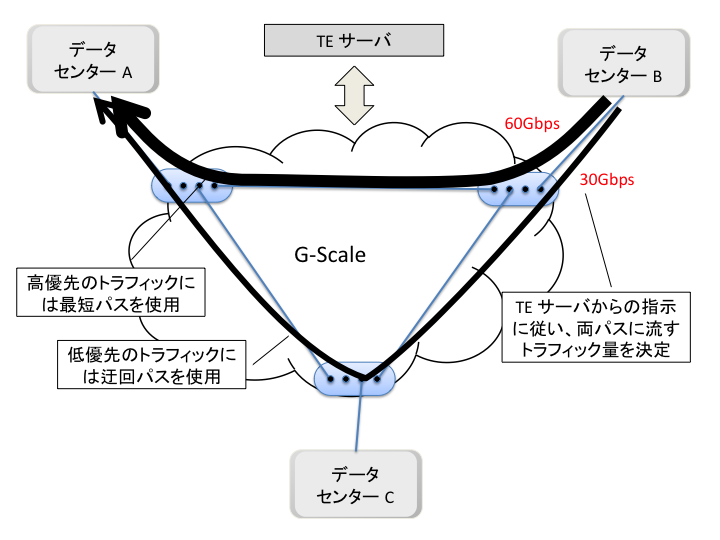 データ
センター A
TE サーバ
データ
センター B
60Gbps
30Gbps
G-Scale
高優先のトラフィックに
は最短パスを使用
TE サーバからの指示
に従い、両パスに流す
トラフィック量を決定
低優先のトラフィックに
は迂回パスを使用
データ
センター C